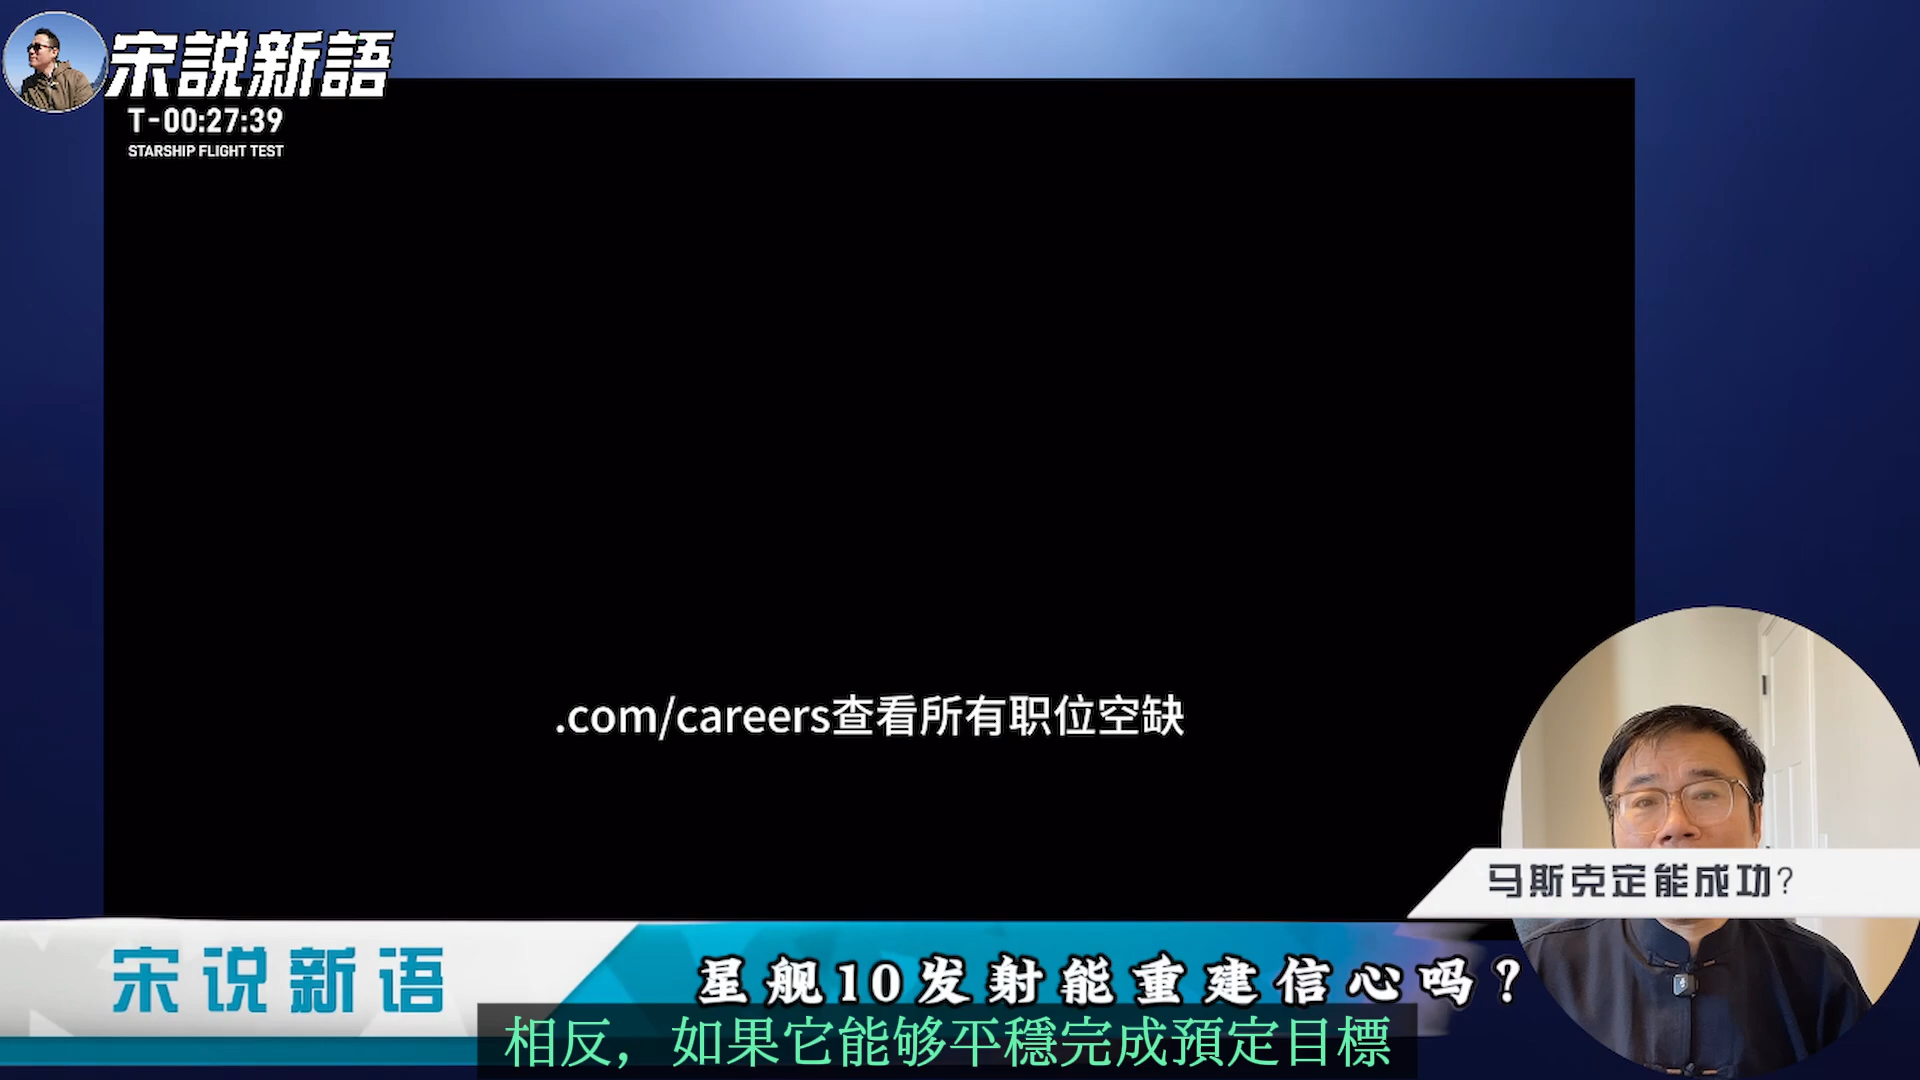 宋説新語
T-00:27:39
STARSHIP FLIGHT TEST
.com/careers查看所有职位空缺
马斯克定能成功?
宋说新语
星舰10发射能重建信心吗?
相反，如果它能够平穩完成預定目標